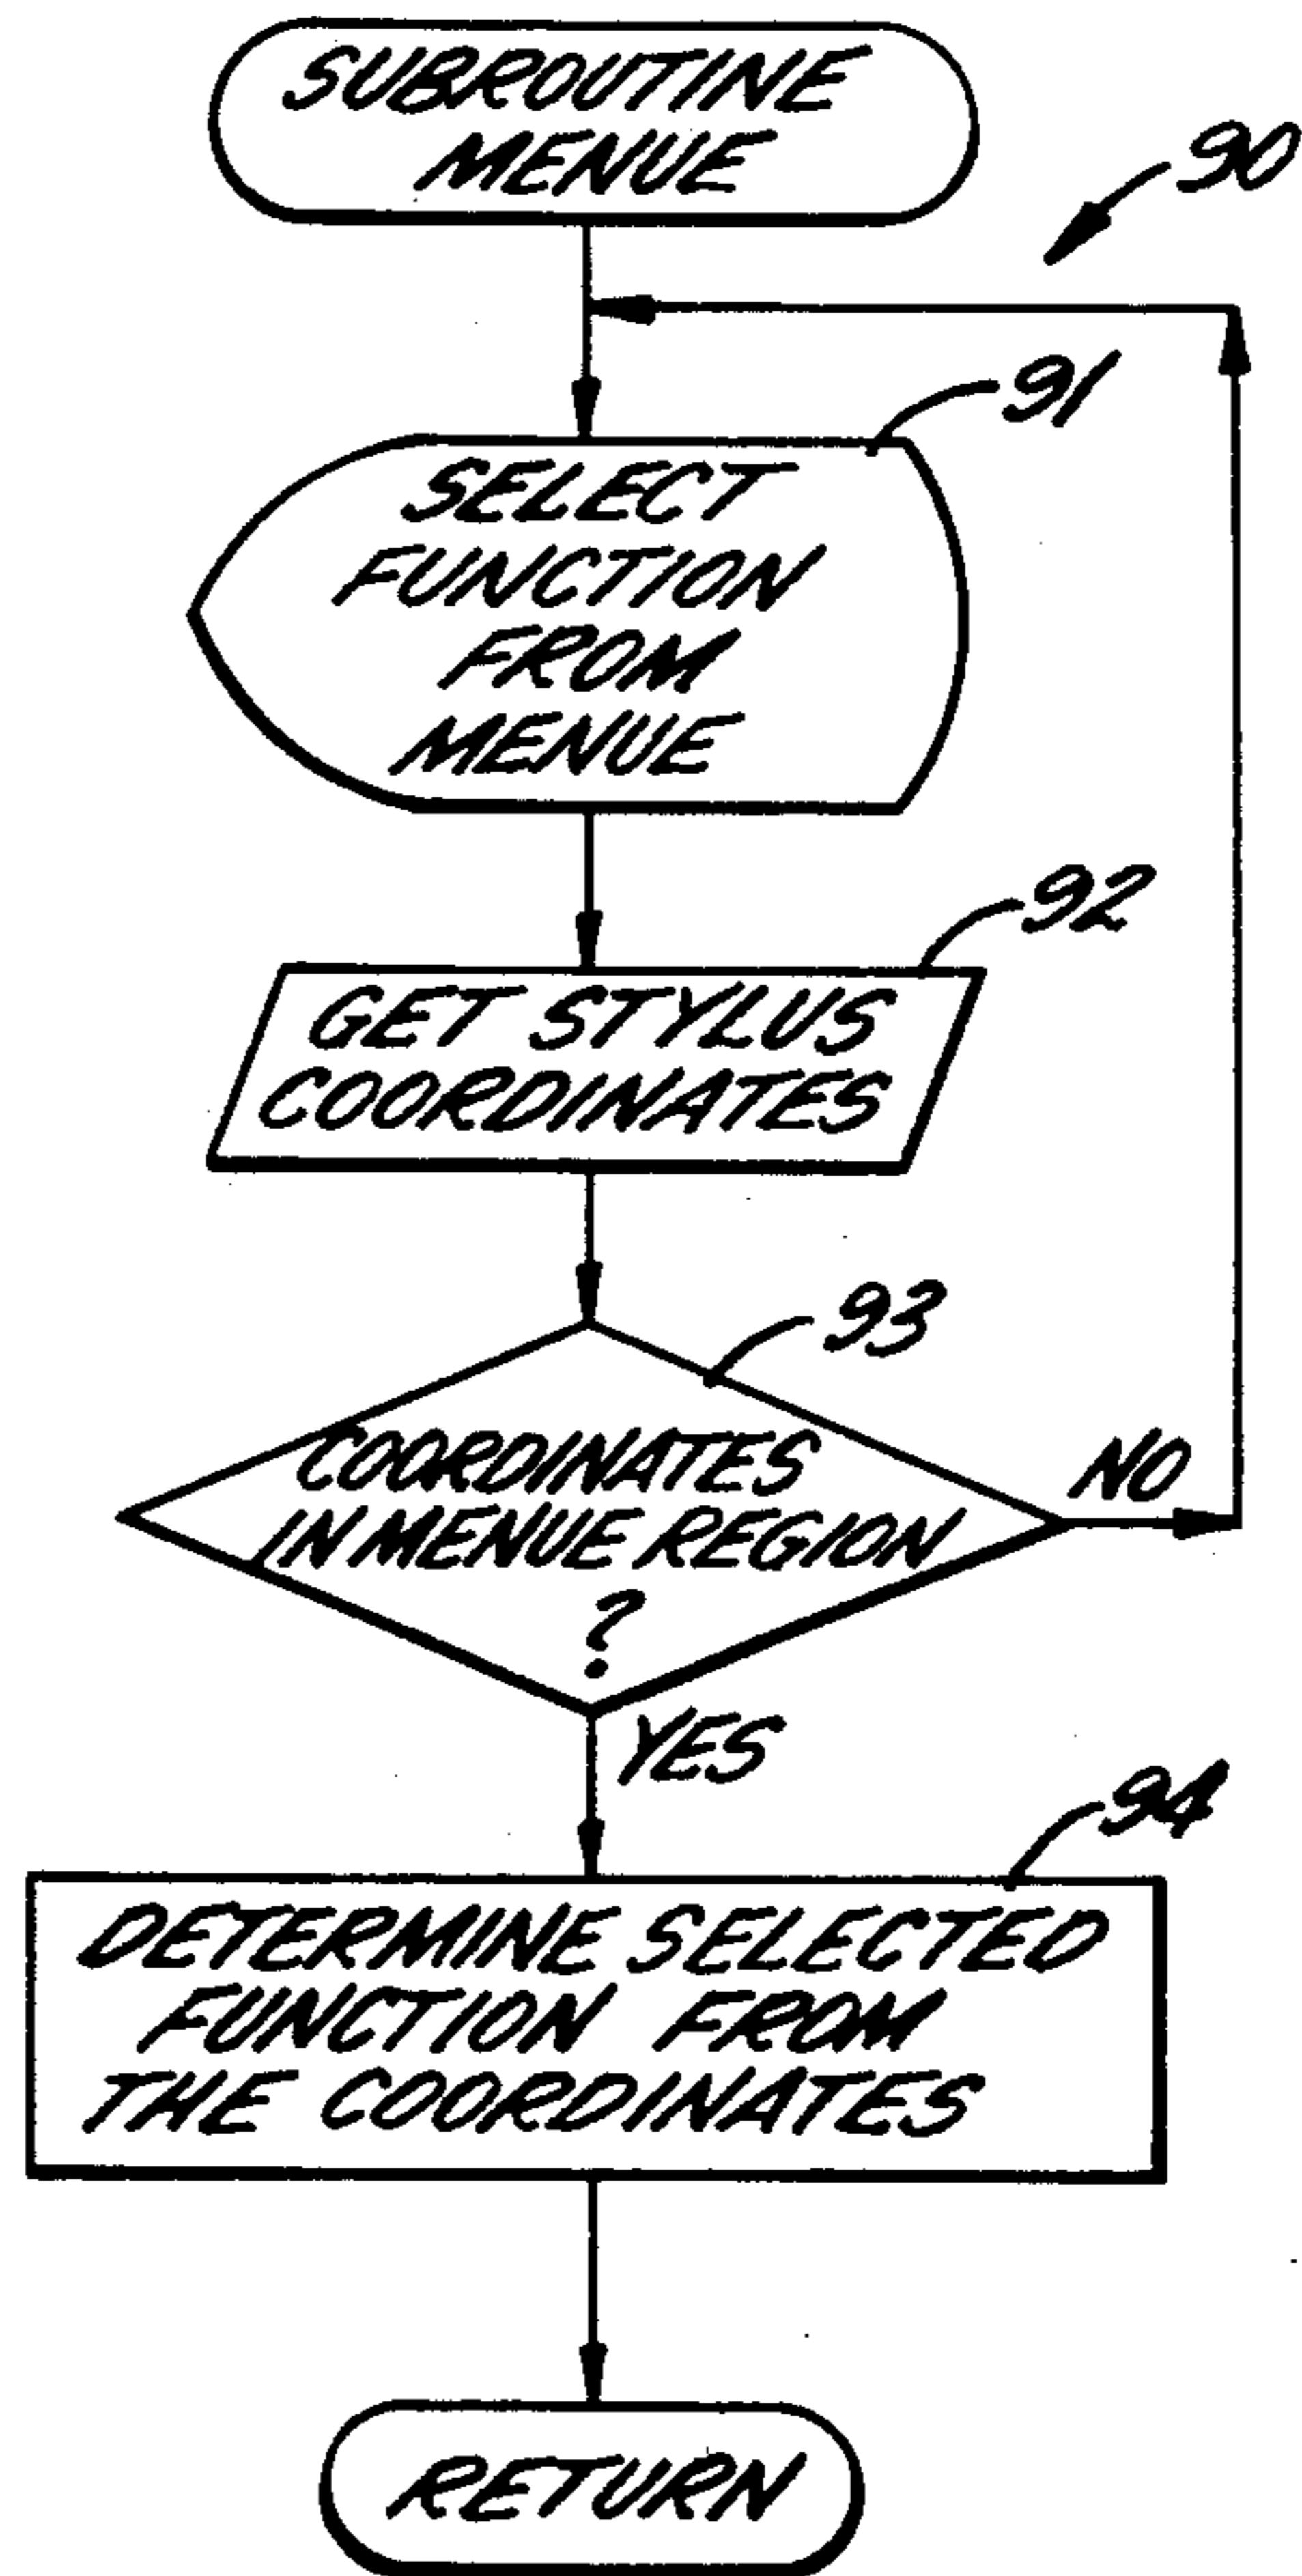 SUBROUTINE
MENUE
90
91
SELECT
FUNCTION
FROM
MENUE
92
GET STYLUS
COORDINATES
93
COORDINATES
IN MENUE REGION
?
NO
YES
94
DETERMINE SELECTED
FUNCTION FROM
THE COORDINATES
RETURN